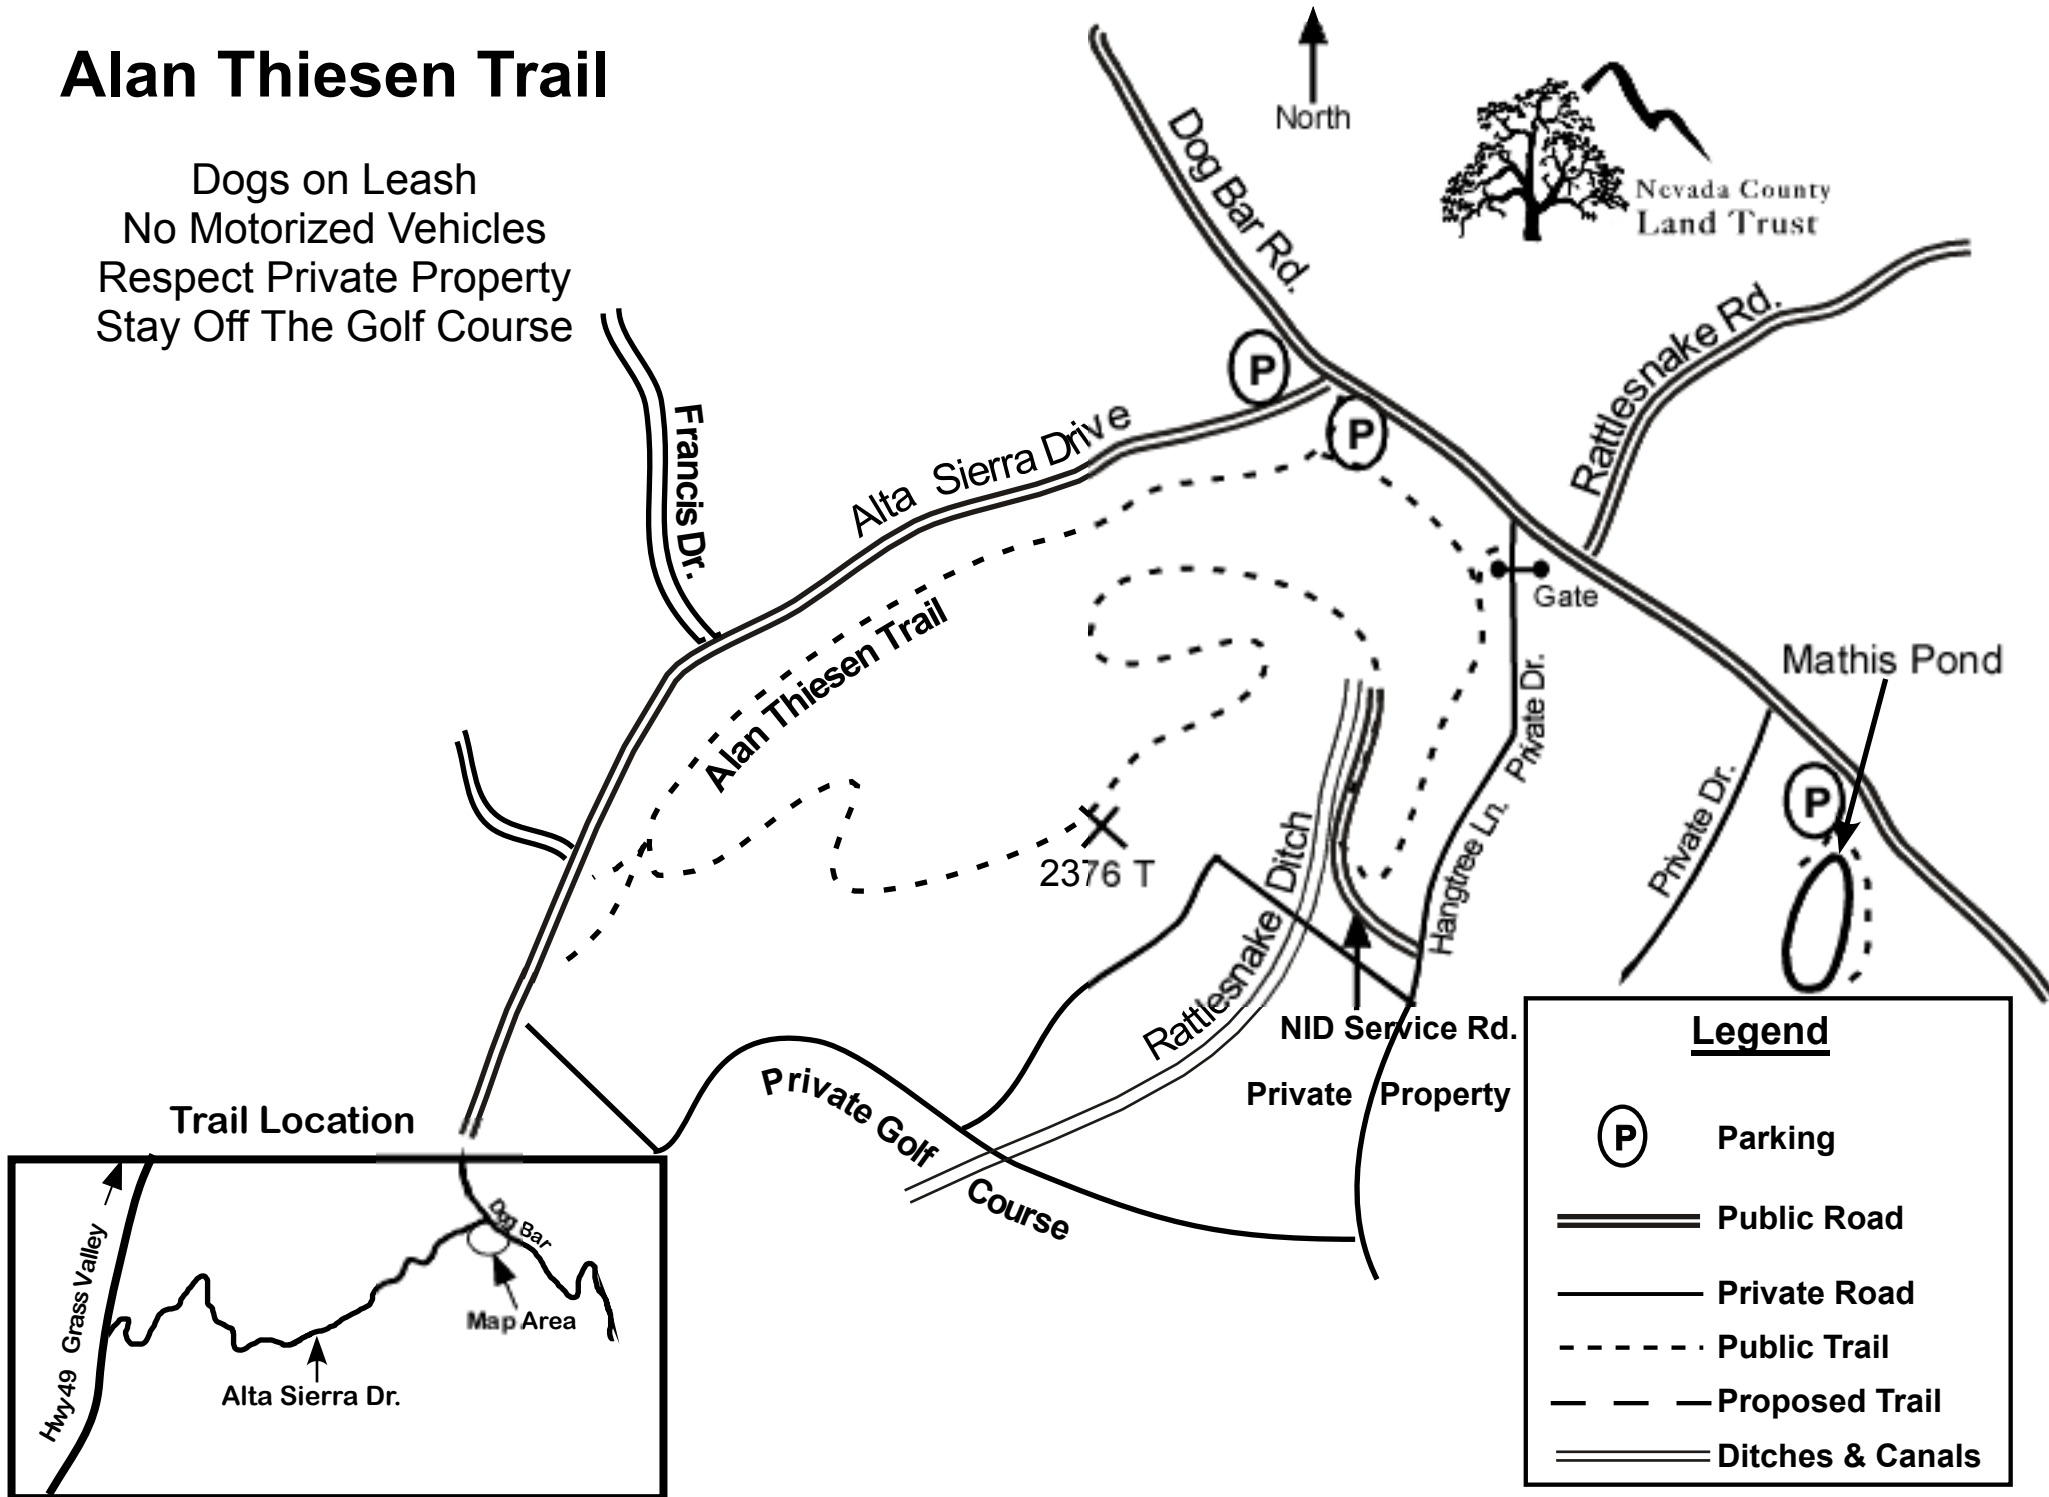 Alan Thiesen Trail
Dogs on Leash
No Motorized Vehicles
Respect Private Property
Stay Off The Golf Course
North
Nevada County
Land Trust
Dog Bar Rd.
Rattlesnake Rd.
P
P
Francis Dr.
Alta Sierra Drive
Gate
Alan Thiesen Trail
Mathis Pond
Private Dr.
Hangtree Ln.
Private Dr.
P
2376 T
Rattlesnake Ditch
NID Service Rd.
Private Property
Private Golf
Course
Trail Location
Hwy49 Grass Valley
Dog Bar
Map Area
Alta Sierra Dr.
Legend
P Parking
Public Road
Private Road
Public Trail
Proposed Trail
Ditches & Canals